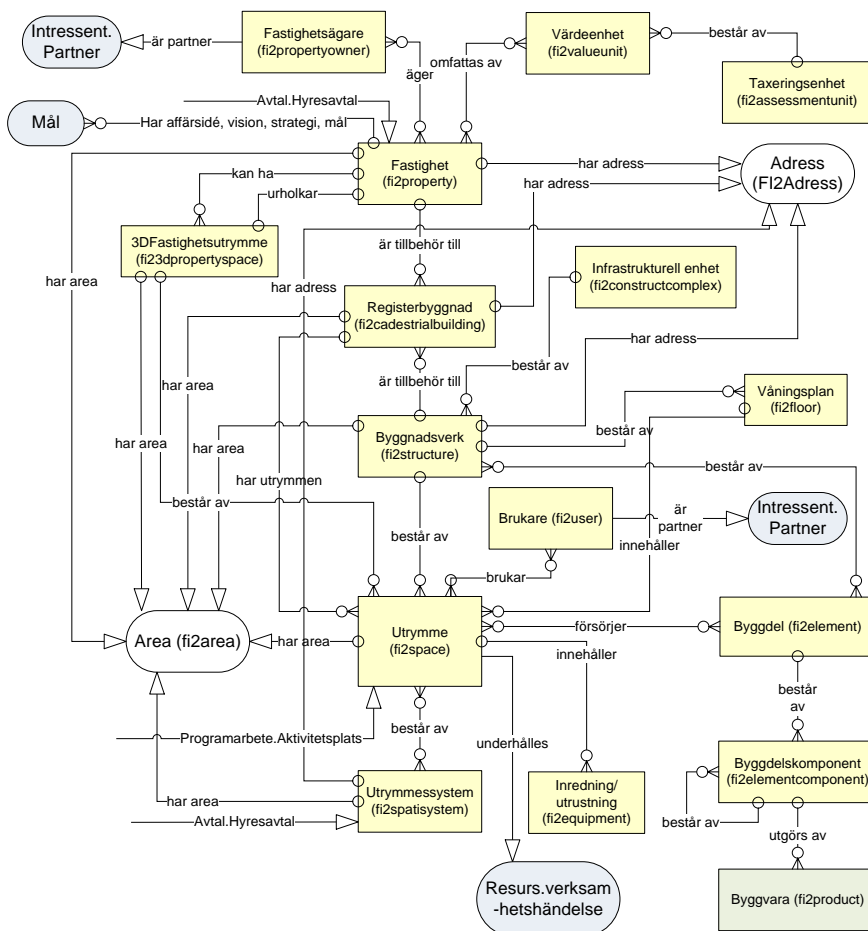 Intressent.
Partner
är partner
Fastighetsägare
(fi2propertyowner)
äger
omfattas av
Värdeenhet
(fi2valueunit)
består av
Taxeringsenhet
(fi2assessmentunit)
Avtal.Hyresavtal
Mål
Har affärsidé, vision, strategi, mål
Fastighet
(fi2property)
har adress
Adress
(FI2Adress)
kan ha
urholkar
har adress
3DFastighetsutrymme
(fi23dpropertyspace)
är tillbehör till
har area
har adress
Infrastrukturell enhet
(fi2constructcomplex)
Registerbyggnad
(fi2cadestrialbuilding)
har adress
består av
har area
är tillbehör till
Våningsplan
(fi2floor)
Byggnadsverk
(fi2structure)
består av
har area
har area
består av
har utrymmen
består av
Brukare (fi2user)
är
partner
Intressent.
Partner
innehåller
består av
brukar
Area (fi2area)
har area
Utrymme
(fi2space)
försörjer
Byggdel (fi2element)
innehåller
består
av
Programarbete.Aktivitetsplats
består av
underhålles
Byggdelskomponent
(fi2elementcomponent)
har area
Utrymmessystem
(fi2spatisystem)
Inredning/
utrustning
(fi2equipment)
Avtal.Hyresavtal
består av
utgörs av
Resurs.verksam
-hetshändelse
Byggvara (fi2product)